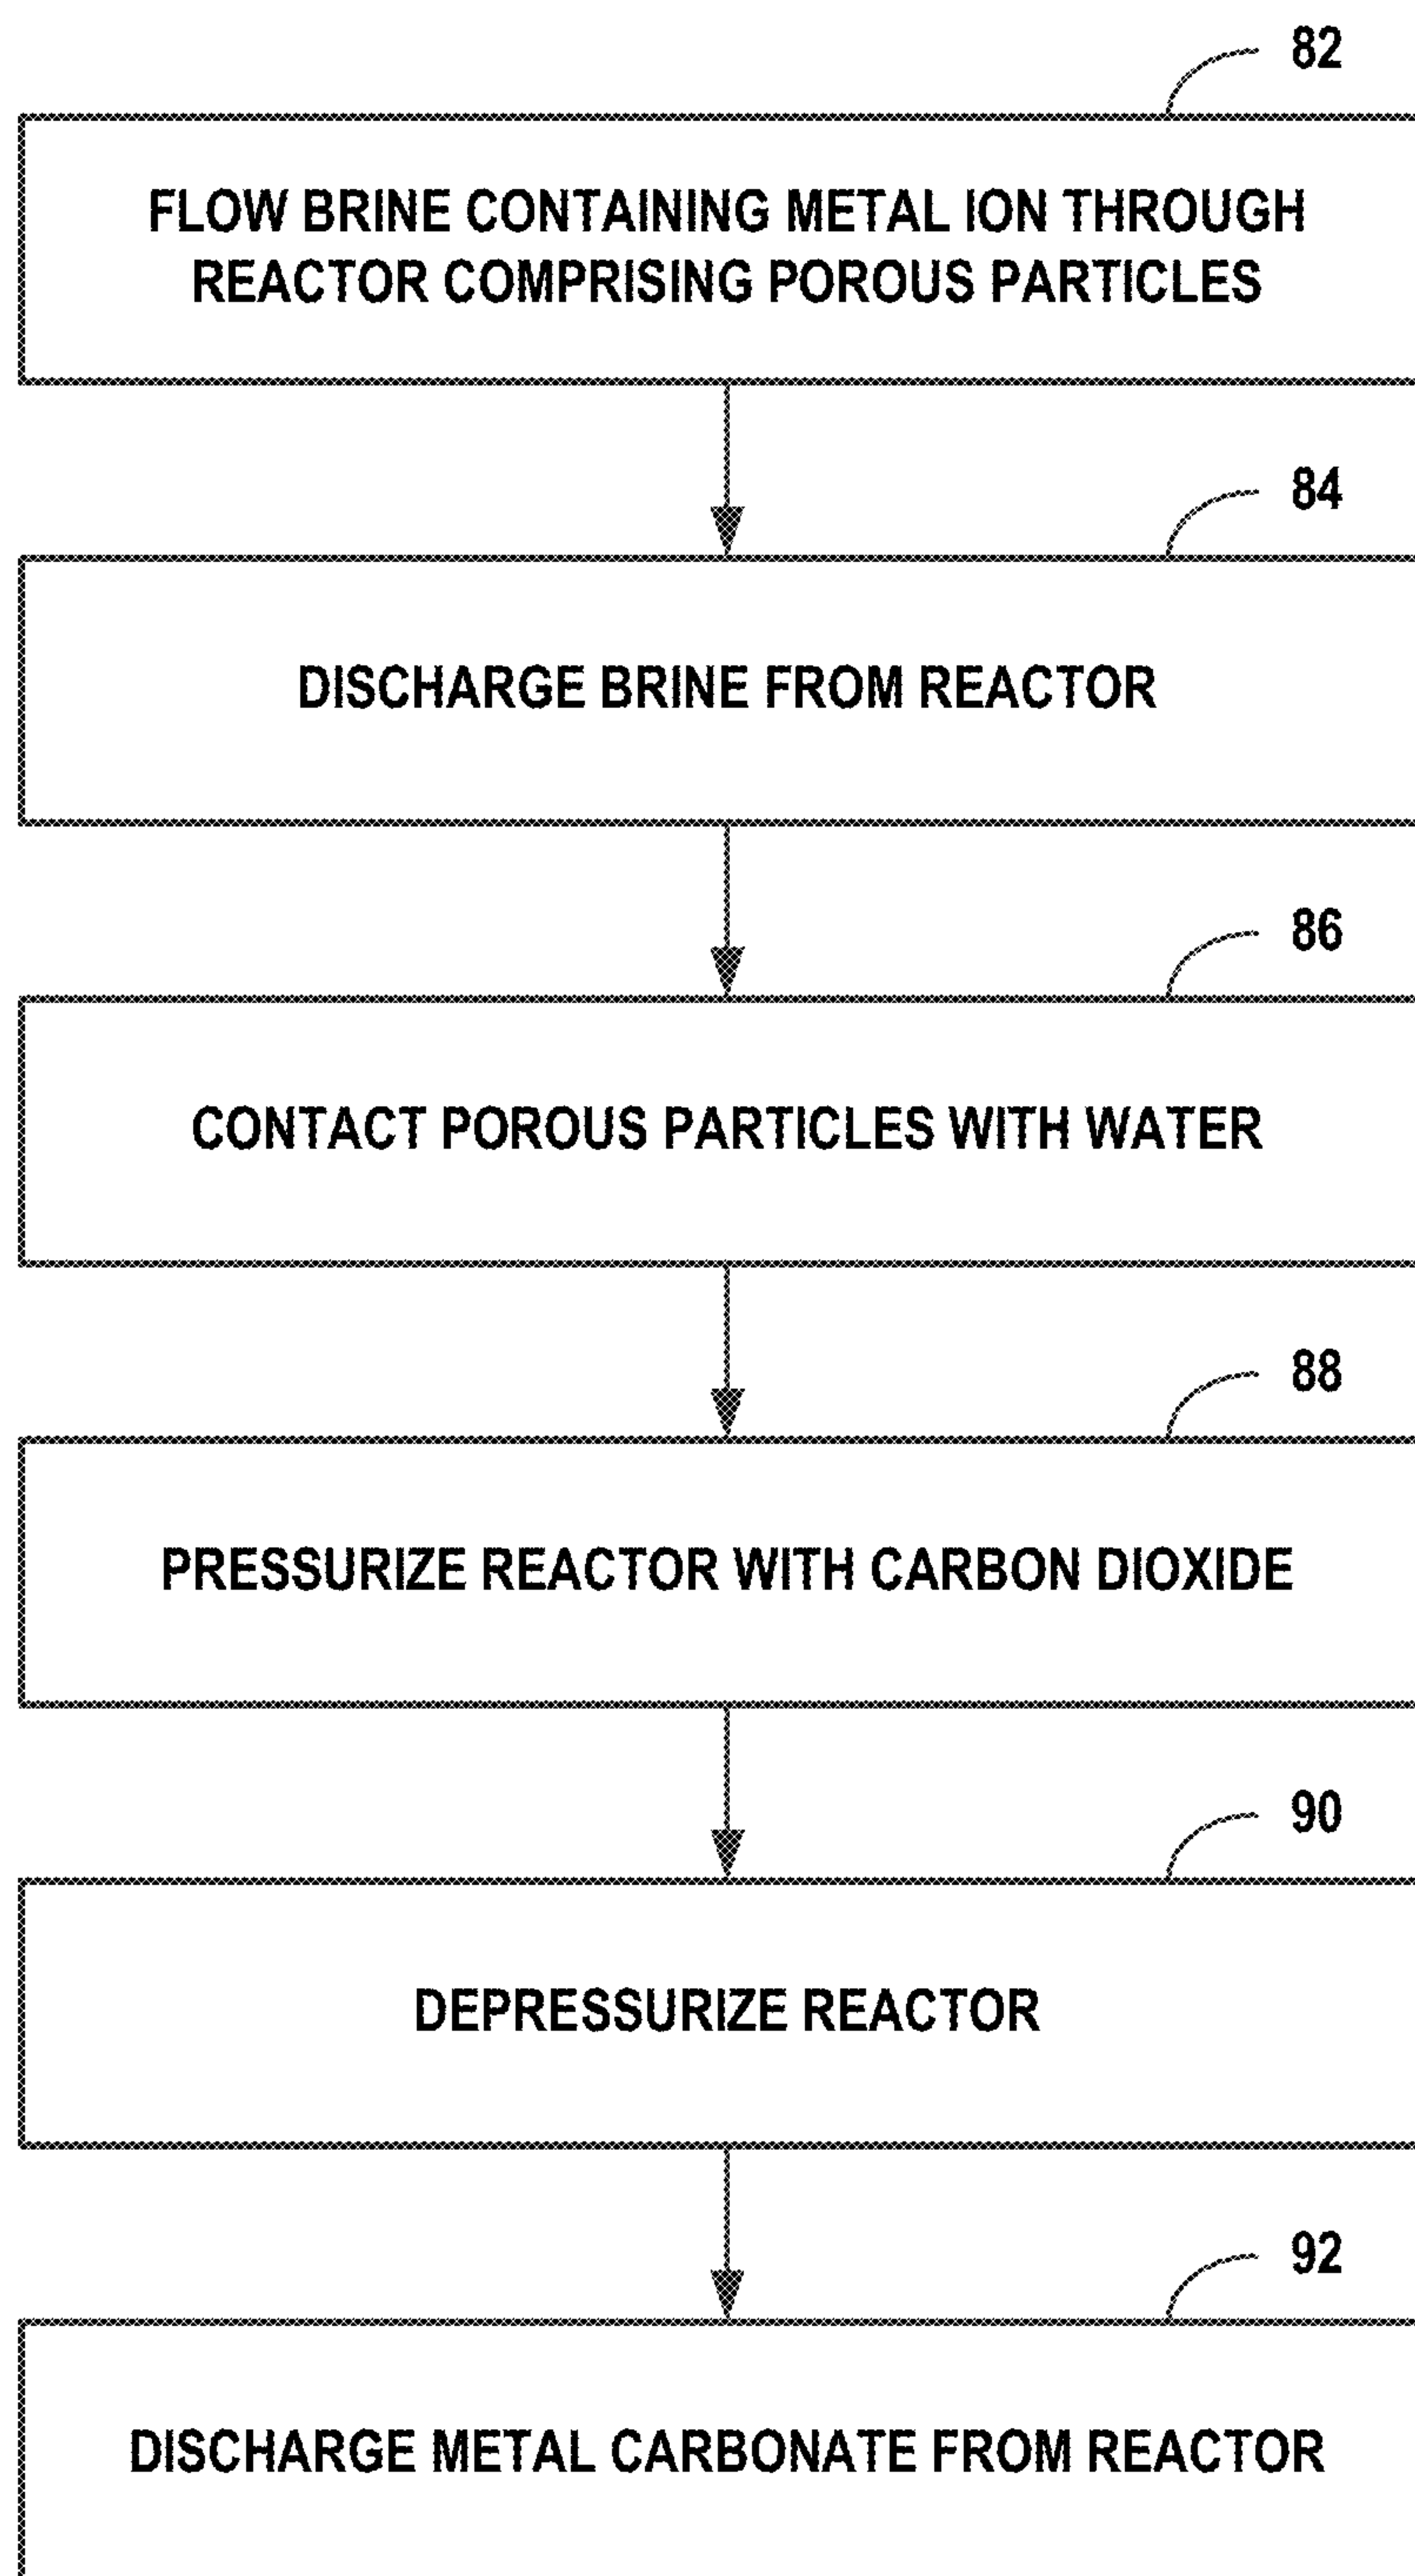 82
FLOW BRINE CONTAINING METAL ION THROUGH
REACTOR COMPRISING POROUS PARTICLES
84
DISCHARGE BRINE FROM REACTOR
86
CONTACT POROUS PARTICLES WITH WATER
88
PRESSURIZE REACTOR WITH CARBON DIOXIDE
90
DEPRESSURIZE REACTOR
92
DISCHARGE METAL CARBONATE FROM REACTOR